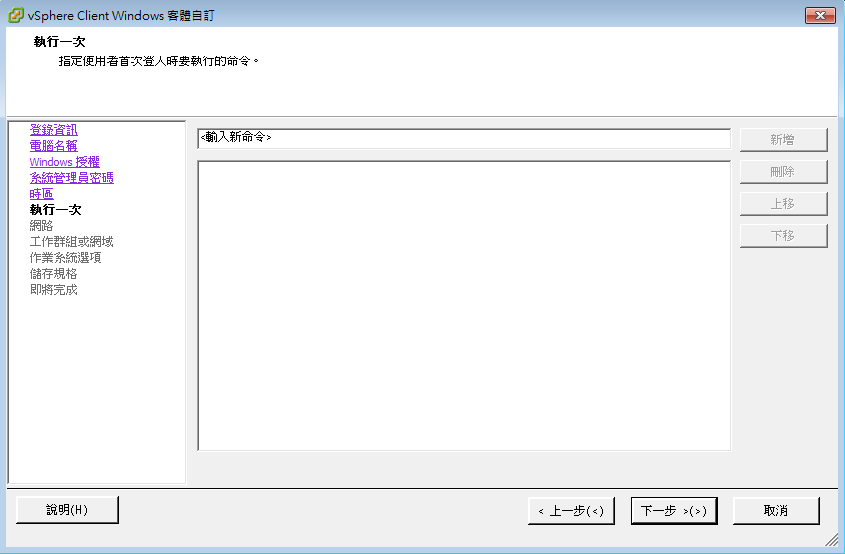 vSphere Client Windows 客體自訂
執行一次
指定使用者首次登入時要執行的命令。
登錄資訊
電腦名稱
Windows 授權
系統管理員密碼
時區
執行一次
網路
工作群組或網域
作業系統選項
儲存規格
即將完成
<輸入新命令>
新增
刪除
上移
下移
說明(H)
< 上一步(<)
下一步 >(>)
取消